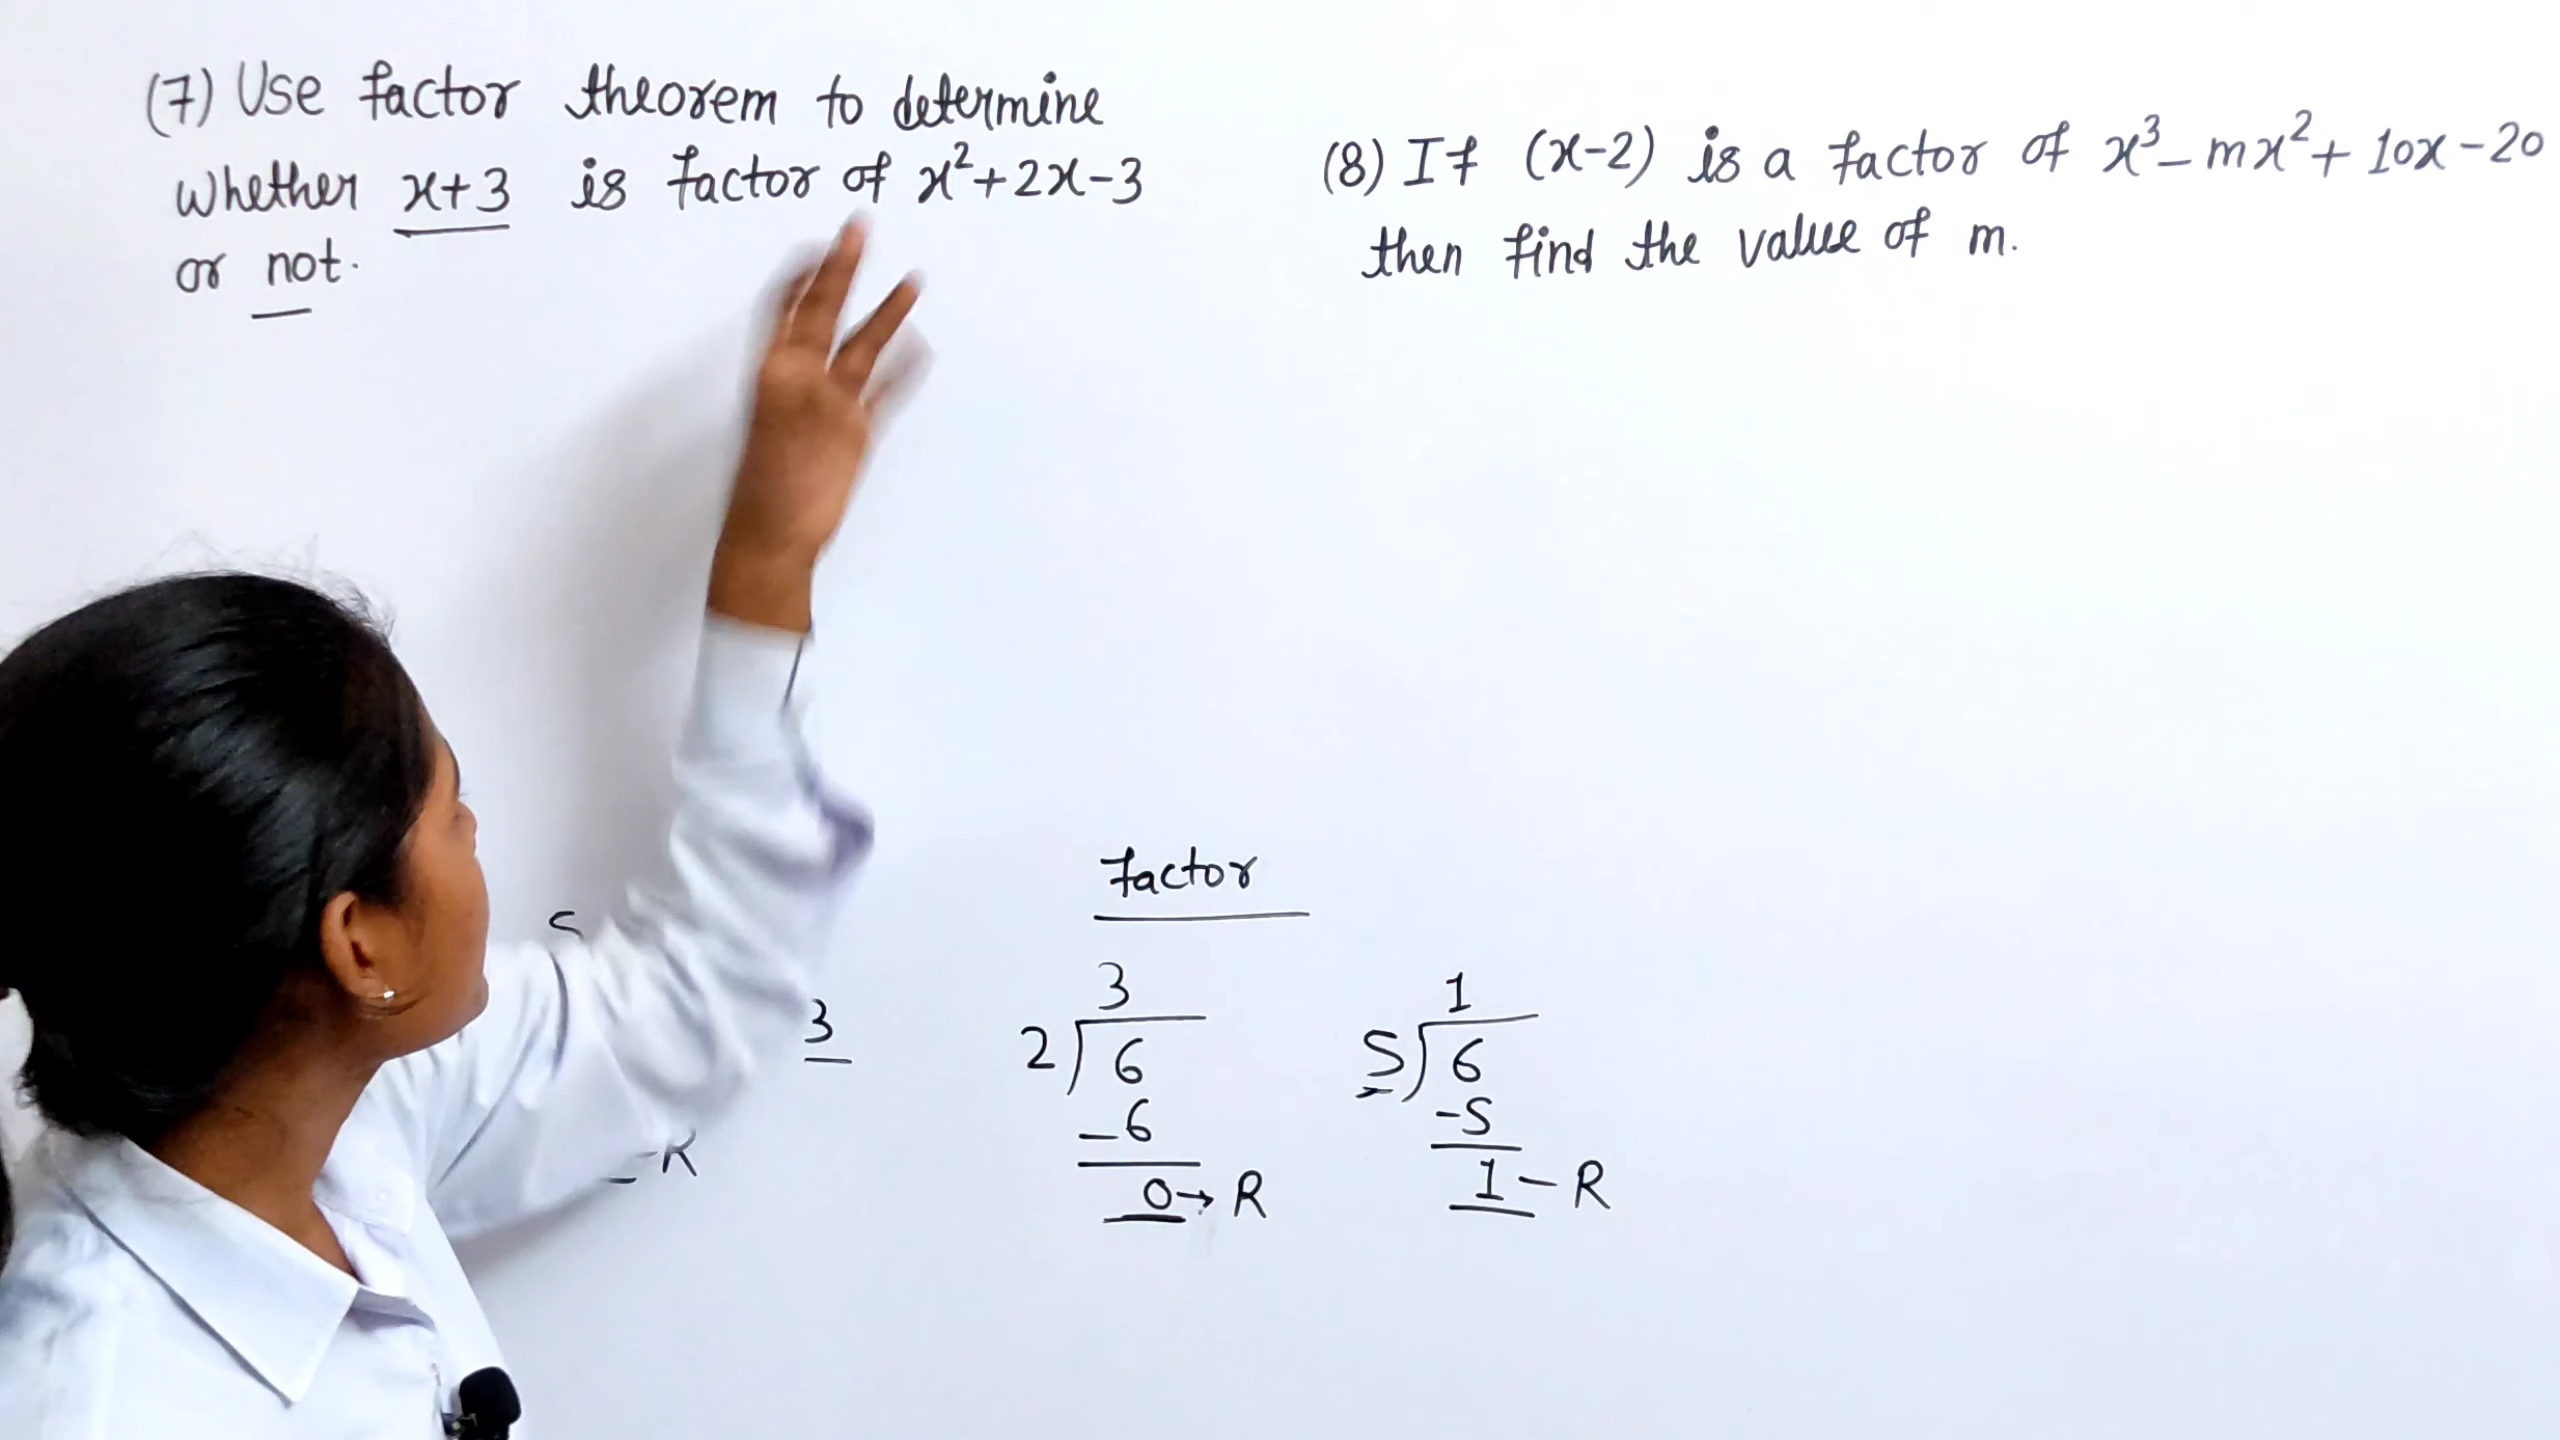 (7) Use factor theorem to determine
whether x+3 is factor of x²+2x-3
or not.
(8) If (x-2) is a factor of x³-mx²+10x-20
then find the value of m.
factor
3
3
2) 6
-6
0→R
1
5) 6
-5
1-R
-R